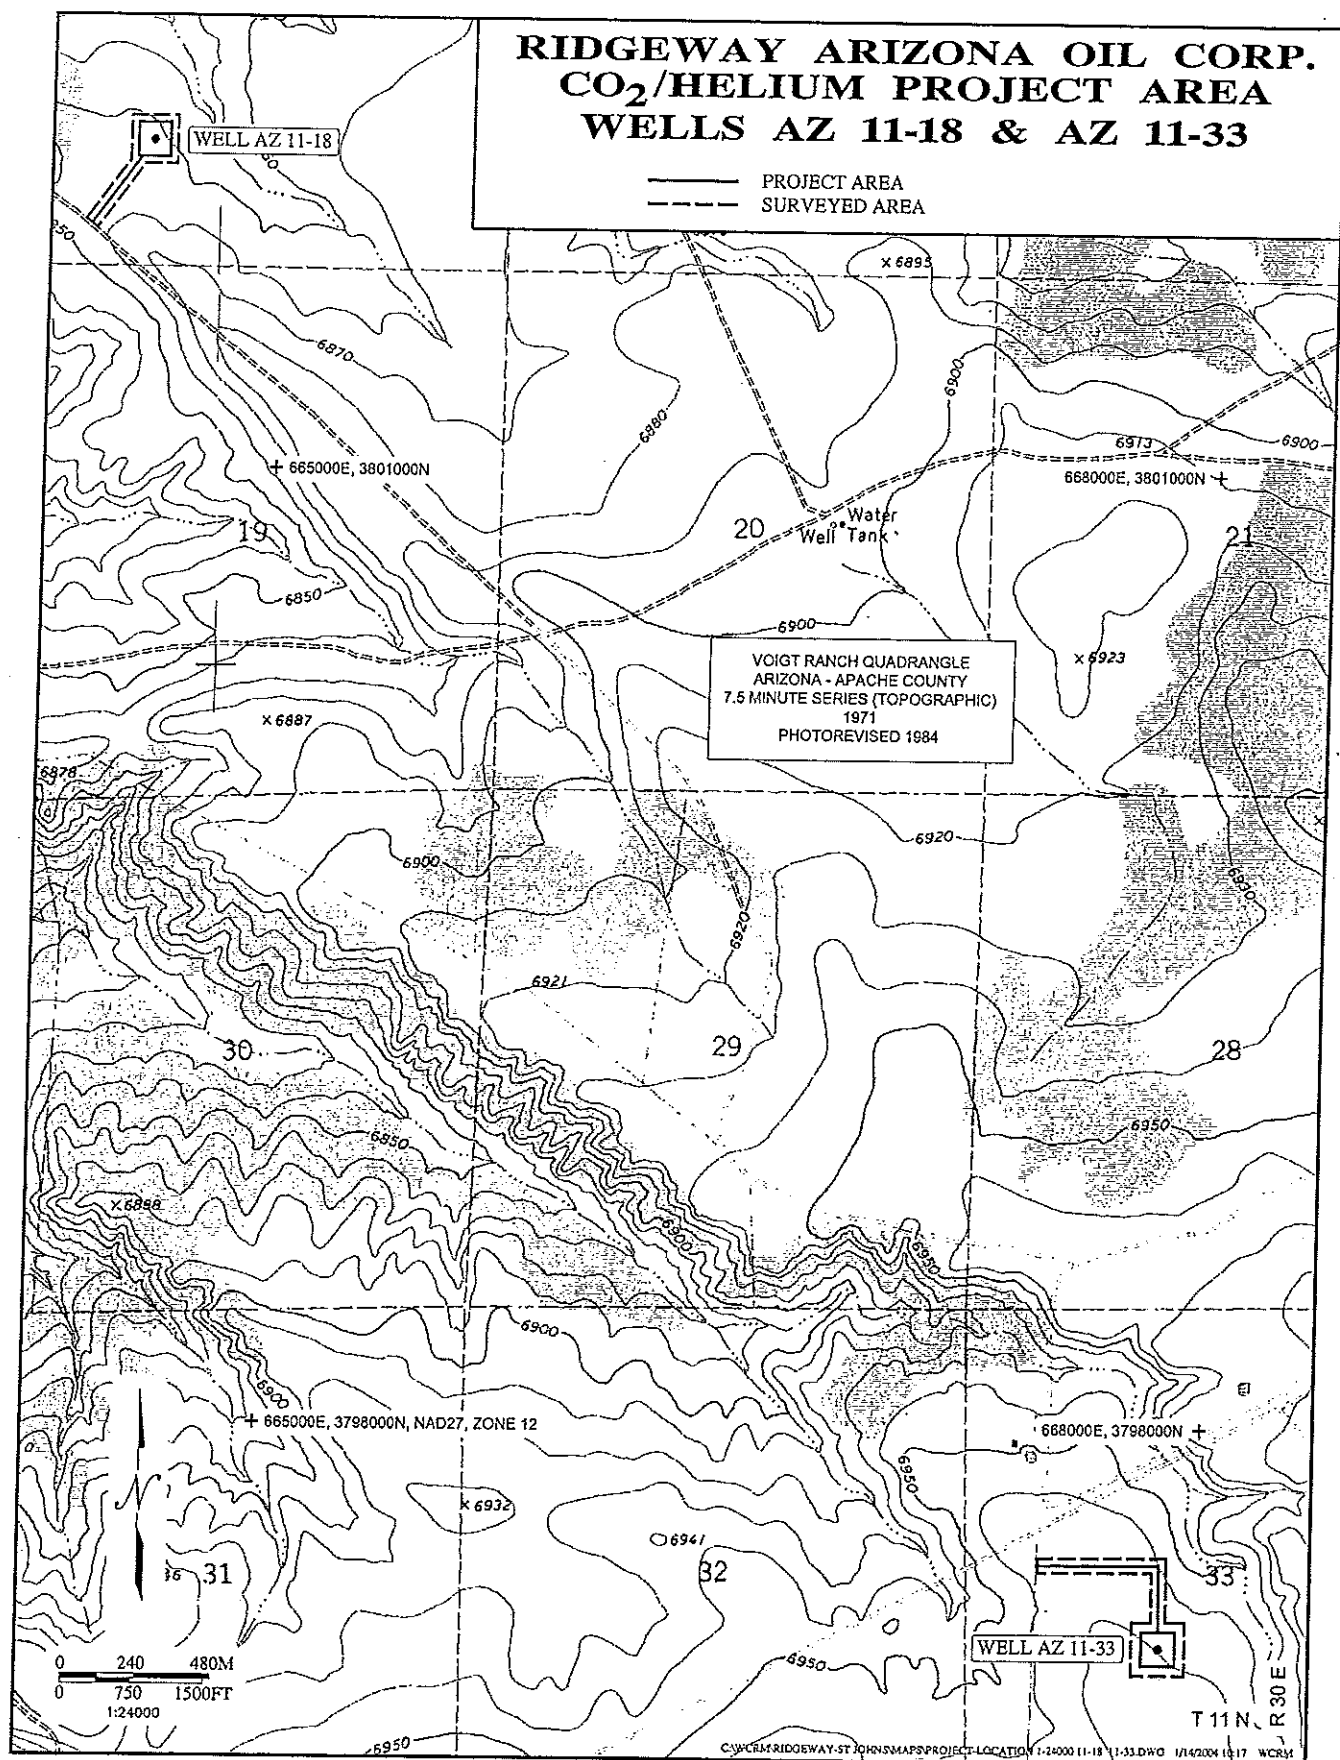 RIDGEWAY ARIZONA OIL CORP.
CO2/HELIUM PROJECT AREA
WELLS AZ 11-18 & AZ 11-33
PROJECT AREA
SURVEYED AREA
WELL AZ 11-18
×6895
6870
6880
6900
6913
6900
665000E, 3801000N
668000E, 3801000N
19
20
Water
Well Tank
21
6850
6900
VOIGT RANCH QUADRANGLE
ARIZONA - APACHE COUNTY
7.5 MINUTE SERIES (TOPOGRAPHIC)
1971
PHOTOREVISED 1984
×6923
×6887
6878
6920
6900
6930
6920
6921
30
29
28
6850
6950
×6898
6900
6950
6900
6900
665000E, 3798000N, NAD27, ZONE 12
668000E, 3798000N
6950
×6932
6941
31
32
33
WELL AZ 11-33
6950
0 240 480M
0 750 1500FT
1:24000
T 11 N
R 30 E
6950